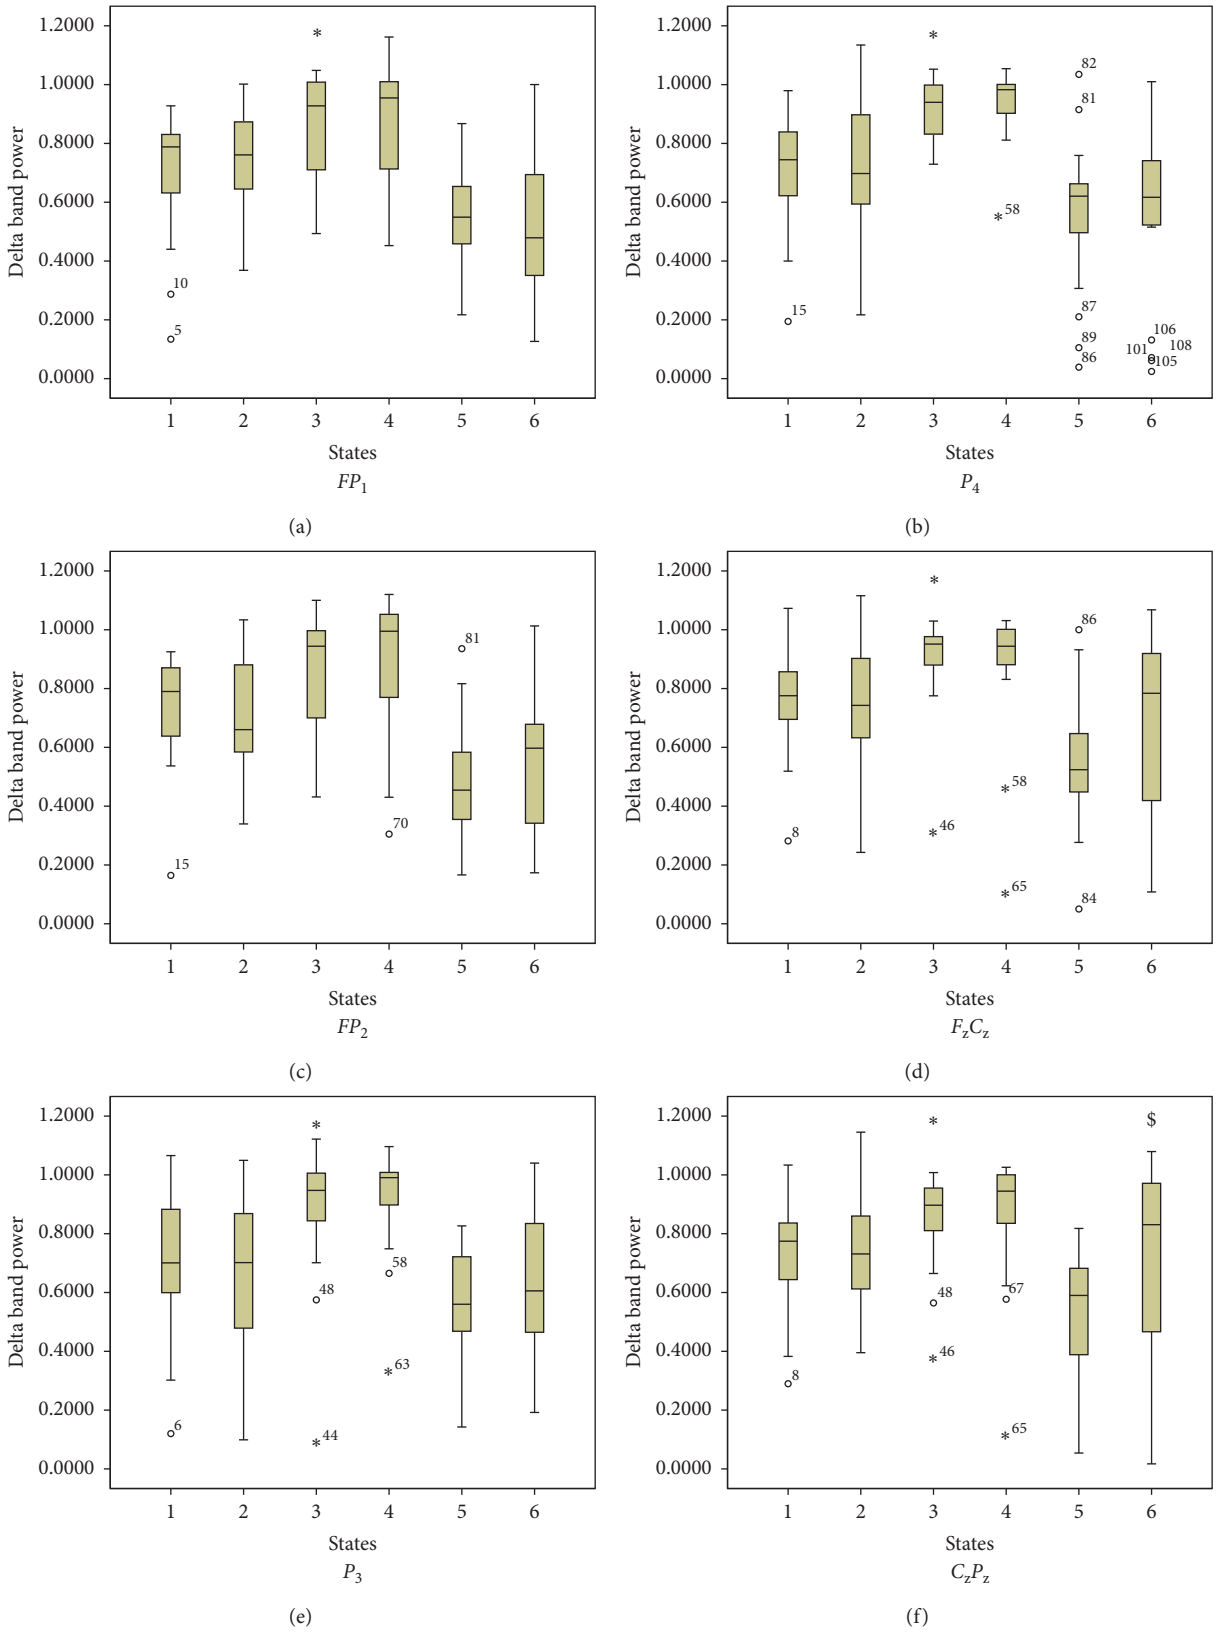 Delta band power
1.2000
1.0000
0.8000
0.6000
0.4000
0.2000
0.0000
*
10
5
1 2 3 4 5 6
States
FP1
(a)
Delta band power
1.2000
1.0000
0.8000
0.6000
0.4000
0.2000
0.0000
*
82
81
*58
15
87
89
86
106
101 108
105
1 2 3 4 5 6
States
P4
(b)
Delta band power
1.2000
1.0000
0.8000
0.6000
0.4000
0.2000
0.0000
81
70
15
1 2 3 4 5 6
States
FP2
(c)
Delta band power
1.2000
1.0000
0.8000
0.6000
0.4000
0.2000
0.0000
*
86
*58
8
*46
*65
84
1 2 3 4 5 6
States
FzCz
(d)
Delta band power
1.2000
1.0000
0.8000
0.6000
0.4000
0.2000
0.0000
*
58
48
*63
6
*44
1 2 3 4 5 6
States
P3
(e)
Delta band power
1.2000
1.0000
0.8000
0.6000
0.4000
0.2000
0.0000
*
$
48
67
*46
8
*65
1 2 3 4 5 6
States
CzPz
(f)